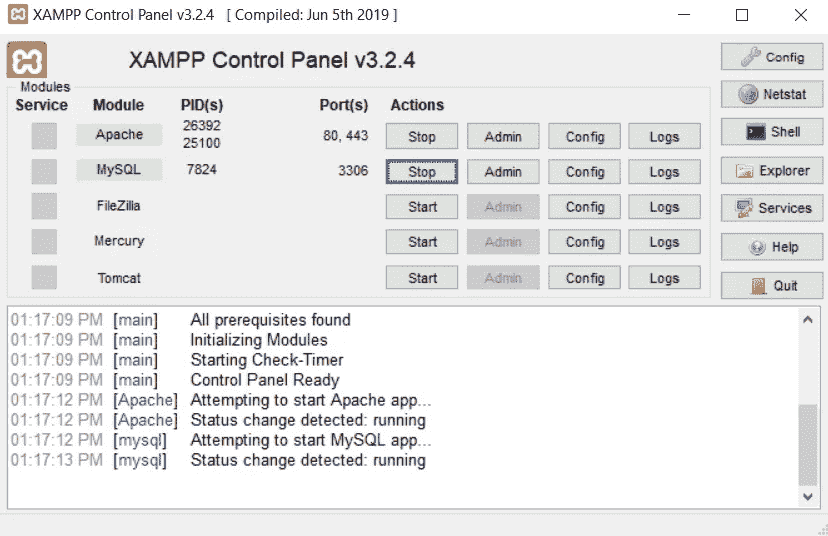 XAMPP Control Panel v3.2.4 [ Compiled: Jun 5th 2019 ]
XAMPP Control Panel v3.2.4
Config
Modules
Service Module PID(s) Port(s) Actions
Netstat
Apache 26392 25100 80, 443 Stop Admin Config Logs
Shell
MySQL 7824 3306 Stop Admin Config Logs
Explorer
FileZilla Start Admin Config Logs
Services
Mercury Start Admin Config Logs
Help
Tomcat Start Admin Config Logs
Quit
01:17:09 PM [main] All prerequisites found
01:17:09 PM [main] Initializing Modules
01:17:09 PM [main] Starting Check-Timer
01:17:09 PM [main] Control Panel Ready
01:17:12 PM [Apache] Attempting to start Apache app...
01:17:12 PM [Apache] Status change detected: running
01:17:12 PM [mysql] Attempting to start MySQL app...
01:17:13 PM [mysql] Status change detected: running